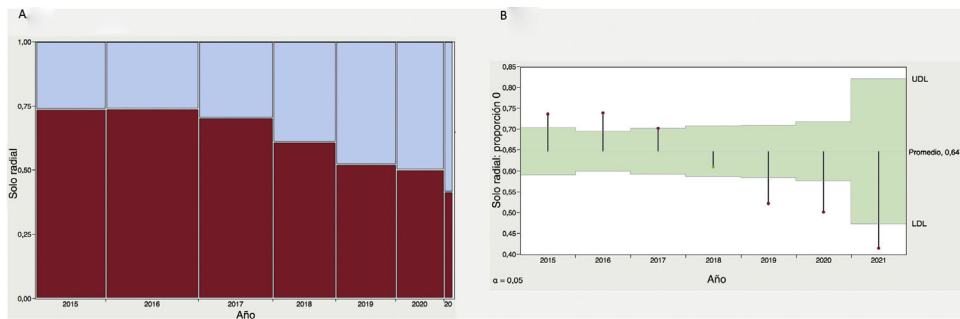 A.
1,00
0,75
0,50
0,25
0,00
Solo radial
2015
2016
2017
2018
2019
2020
20
Año
B
0,85
0,80
0,75
0,70
0,65
0,60
0,55
0,50
0,45
0,40
Solo radial: proporción 0
UDL
Promedio, 0,64
LDL
2015
2016
2017
2018
2019
2020
2021
α = 0,05
Año